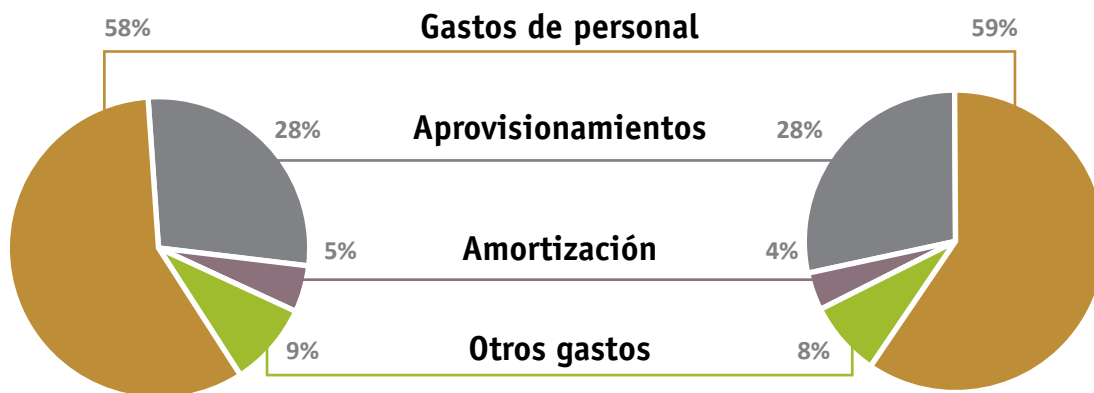 58% Gastos de personal 59%
28% Aprovisionamientos 28%
5% Amortización 4%
9% Otros gastos 8%